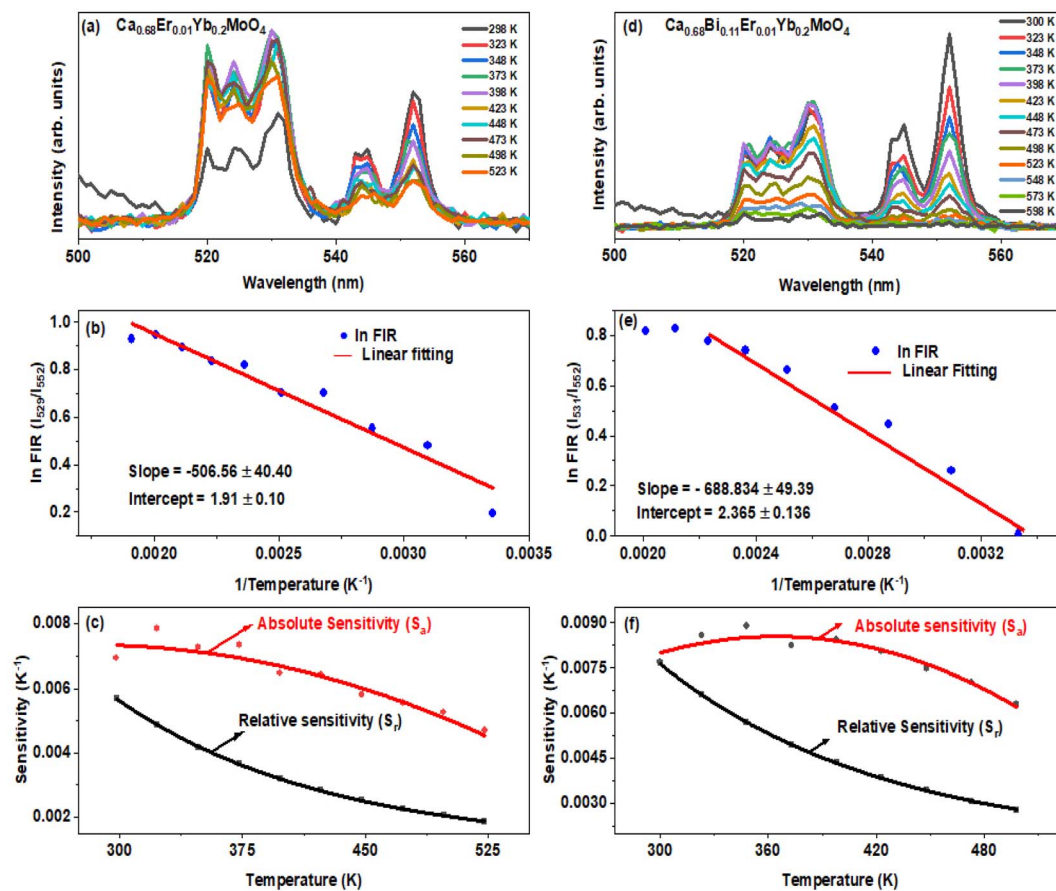 (a) Ca0.68Er0.01Yb0.2MoO4
298 K
323 K
348 K
373 K
398 K
423 K
448 K
473 K
498 K
523 K
Intensity (arb. units)
500 520 540 560
Wavelength (nm)
(d) Ca0.68Bi0.11Er0.01Yb0.2MoO4
300 K
323 K
348 K
373 K
398 K
423 K
448 K
473 K
498 K
523 K
548 K
573 K
598 K
Intensity (arb. units)
500 520 540 560
Wavelength (nm)
(b)
ln FIR
Linear fitting
Slope = -506.56 ± 40.40
Intercept = 1.91 ± 0.10
ln FIR (I529/I552)
1.0
0.8
0.6
0.4
0.2
0.0020 0.0025 0.0030 0.0035
1/Temperature (K-1)
(e)
ln FIR
Linear Fitting
Slope = - 688.834 ± 49.39
Intercept = 2.365 ± 0.136
ln FIR (I531/I552)
0.8
0.6
0.4
0.2
0.0
0.0020 0.0024 0.0028 0.0032
1/Temperature (K-1)
(c)
Absolute Sensitivity (Sa)
Relative sensitivity (Sr)
Sensitivity (K-1)
0.008
0.006
0.004
0.002
300 375 450 525
Temperature (K)
(f)
Absolute sensitivity (Sa)
Relative Sensitivity (Sr)
Sensitivity (K-1)
0.0090
0.0075
0.0060
0.0045
0.0030
300 360 420 480
Temperature (K)